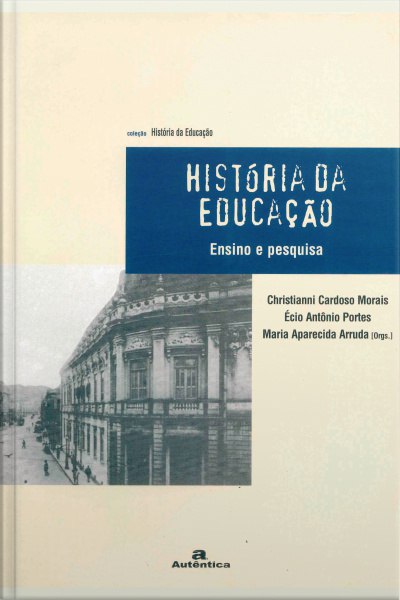 coleção História da Educação
HISTÓRIA DA
EDUCAÇÃO
Ensino e pesquisa
Christianni Cardoso Morais
Écio Antônio Portes
Maria Aparecida Arruda [Orgs.]
a
Autêntica